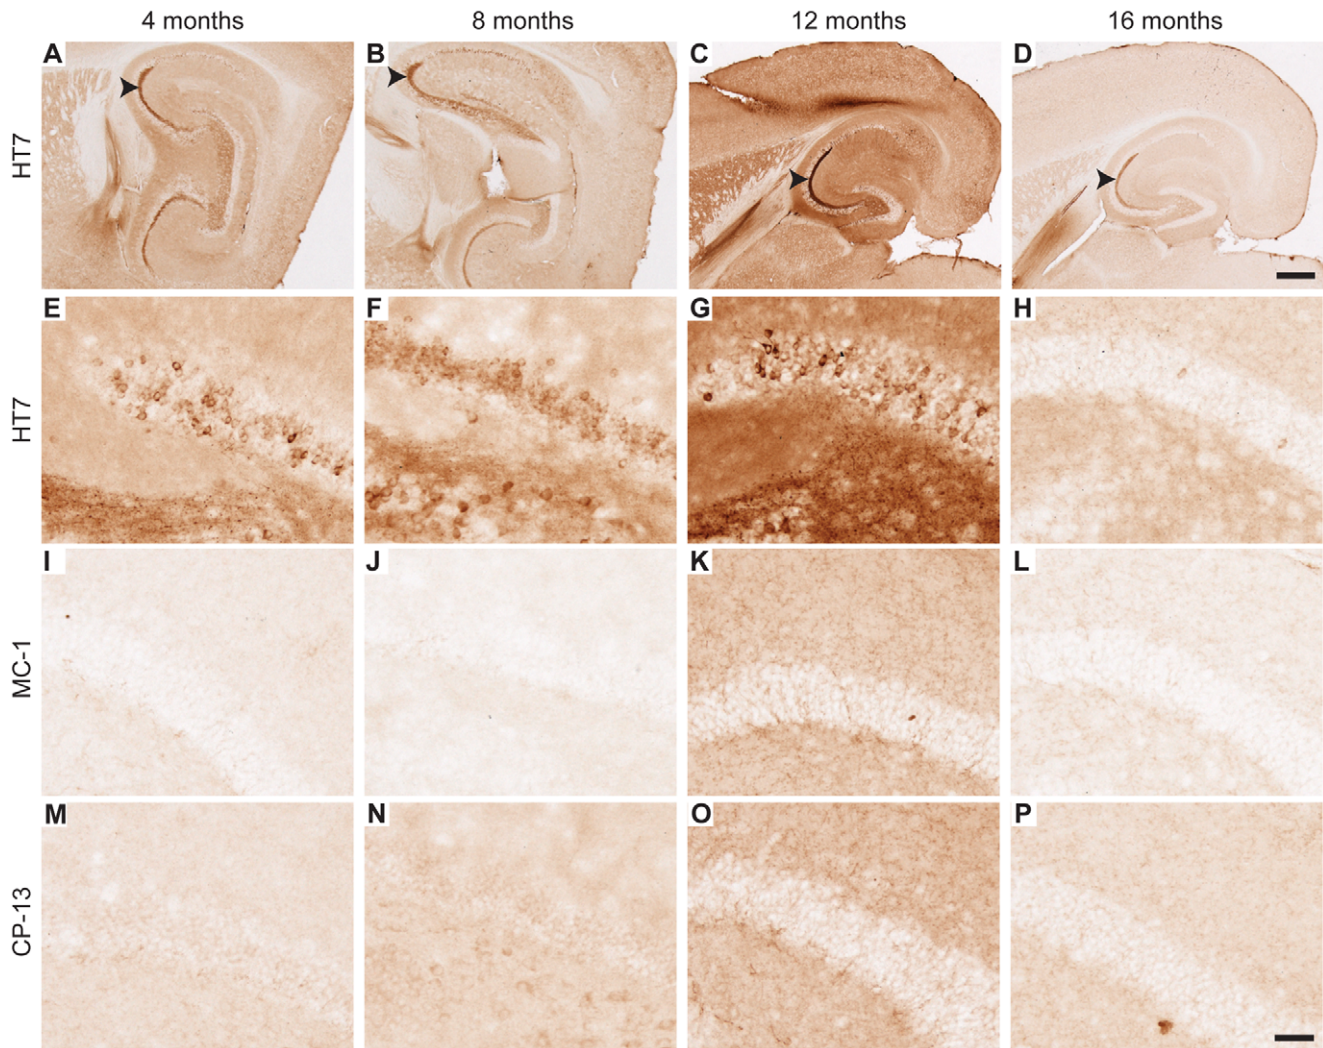 4 months 8 months 12 months 16 months
HT7
A B C D
HT7
E F G H
MC-1
I J K L
CP-13
M N O P